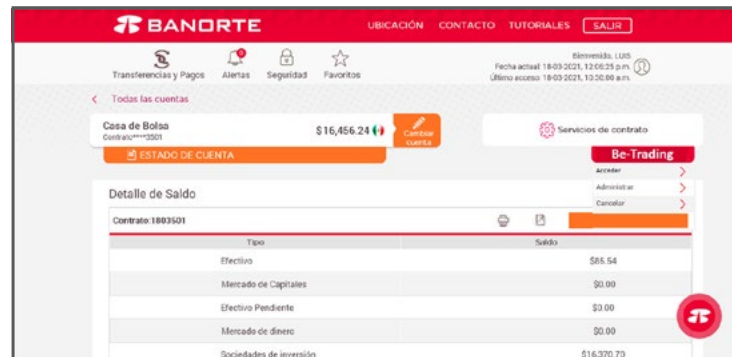 BANORTE
UBICACIÓN CONTACTO TUTORIALES SALIR
Transferencias y Pagos Alertas Seguridad Favoritos
Bienvenido, LUIS.
Fecha actual: 18-03-2021, 12:06:25 p.m.
Último acceso: 18-03-2021, 10:30:00 a.m.
< Todas las cuentas
Casa de Bolsa
Contrato****3501
$16,456.24
Cambiar cuenta
Servicios de contrato
ESTADO DE CUENTA
Be-Trading
Acceder
Administrar
Cancelar
Detalle de Saldo
Contrato:1803501
Tipo Saldo
Efectivo $85.54
Mercado de Capitales $0.00
Efectivo Pendiente $0.00
Mercado de dinero $0.00
Sociedades de inversión $16,370.70